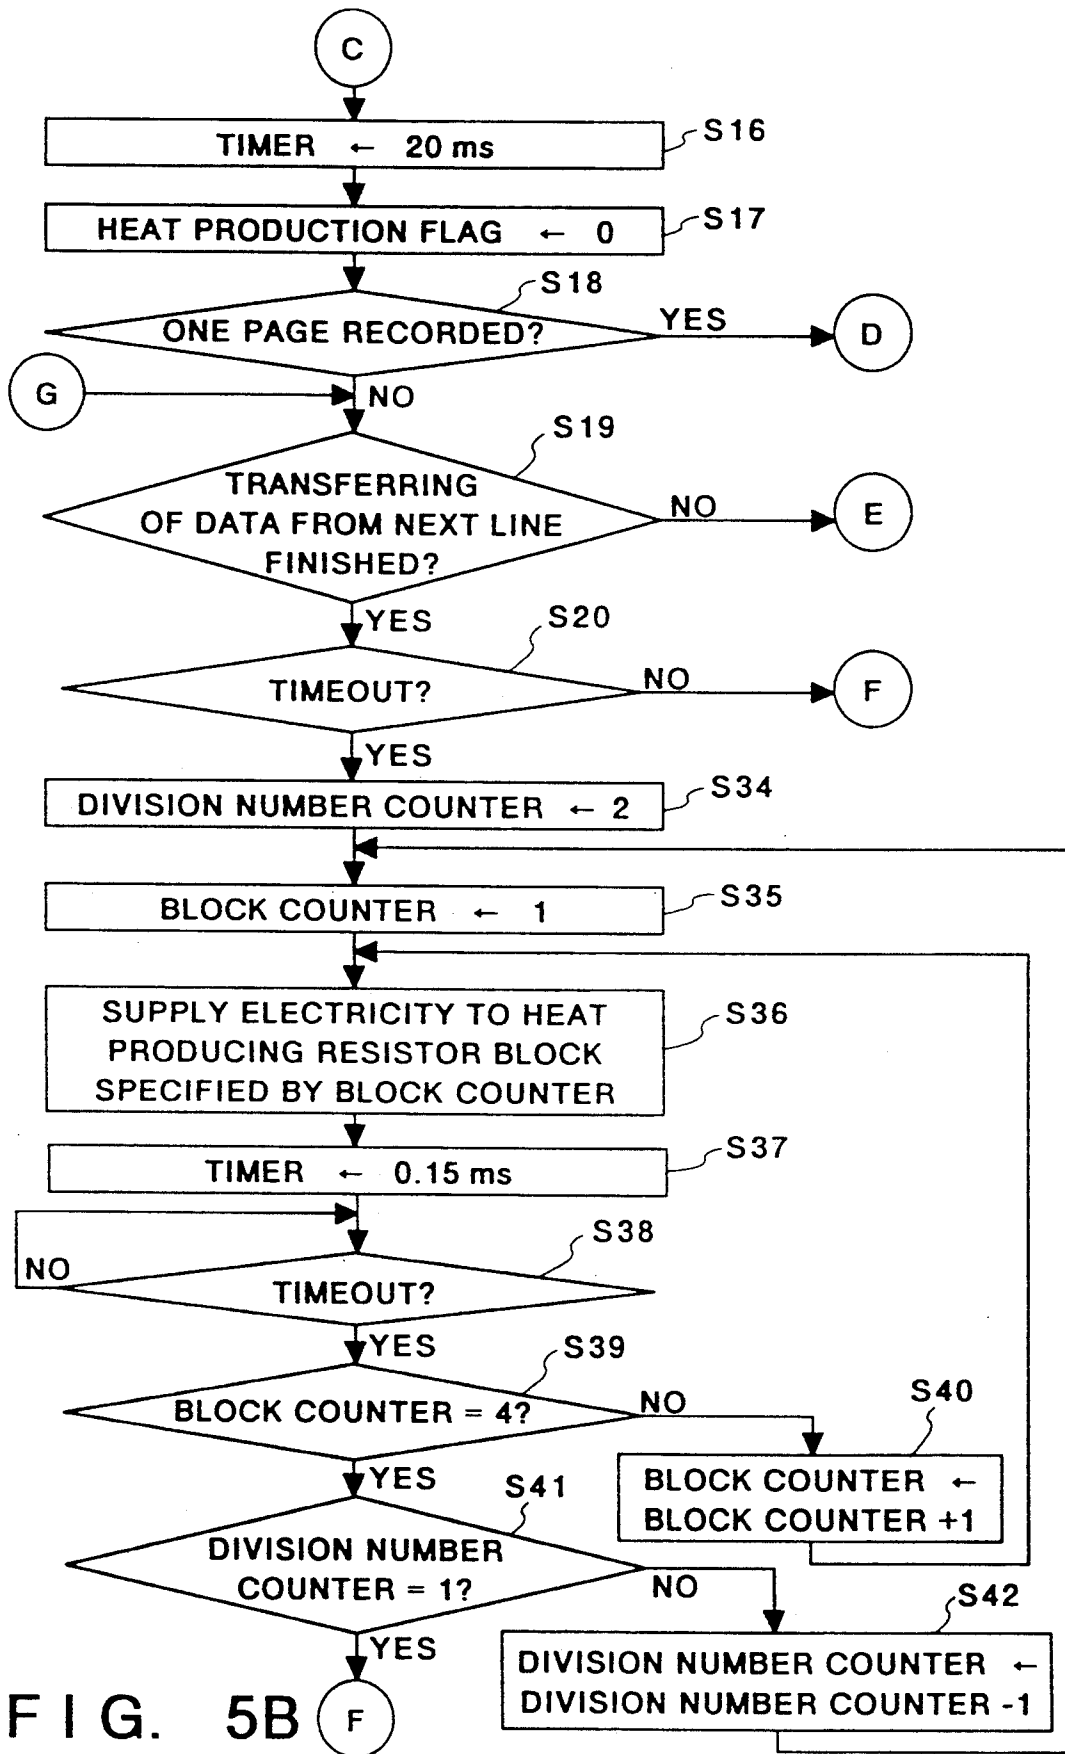 C
TIMER ← 20 ms
S16
HEAT PRODUCTION FLAG ← 0
S17
S18
ONE PAGE RECORDED?
YES
D
G
NO
S19
TRANSFERRING
OF DATA FROM NEXT LINE
FINISHED?
NO
E
YES
S20
TIMEOUT?
NO
F
YES
S34
DIVISION NUMBER COUNTER ← 2
S35
BLOCK COUNTER ← 1
SUPPLY ELECTRICITY TO HEAT
PRODUCING RESISTOR BLOCK
SPECIFIED BY BLOCK COUNTER
S36
S37
TIMER ← 0.15 ms
S38
NO
TIMEOUT?
YES
S39
BLOCK COUNTER = 4?
NO
S40
BLOCK COUNTER ←
BLOCK COUNTER +1
YES
S41
DIVISION NUMBER
COUNTER = 1?
NO
S42
DIVISION NUMBER COUNTER ←
DIVISION NUMBER COUNTER -1
YES
F
FIG. 5B